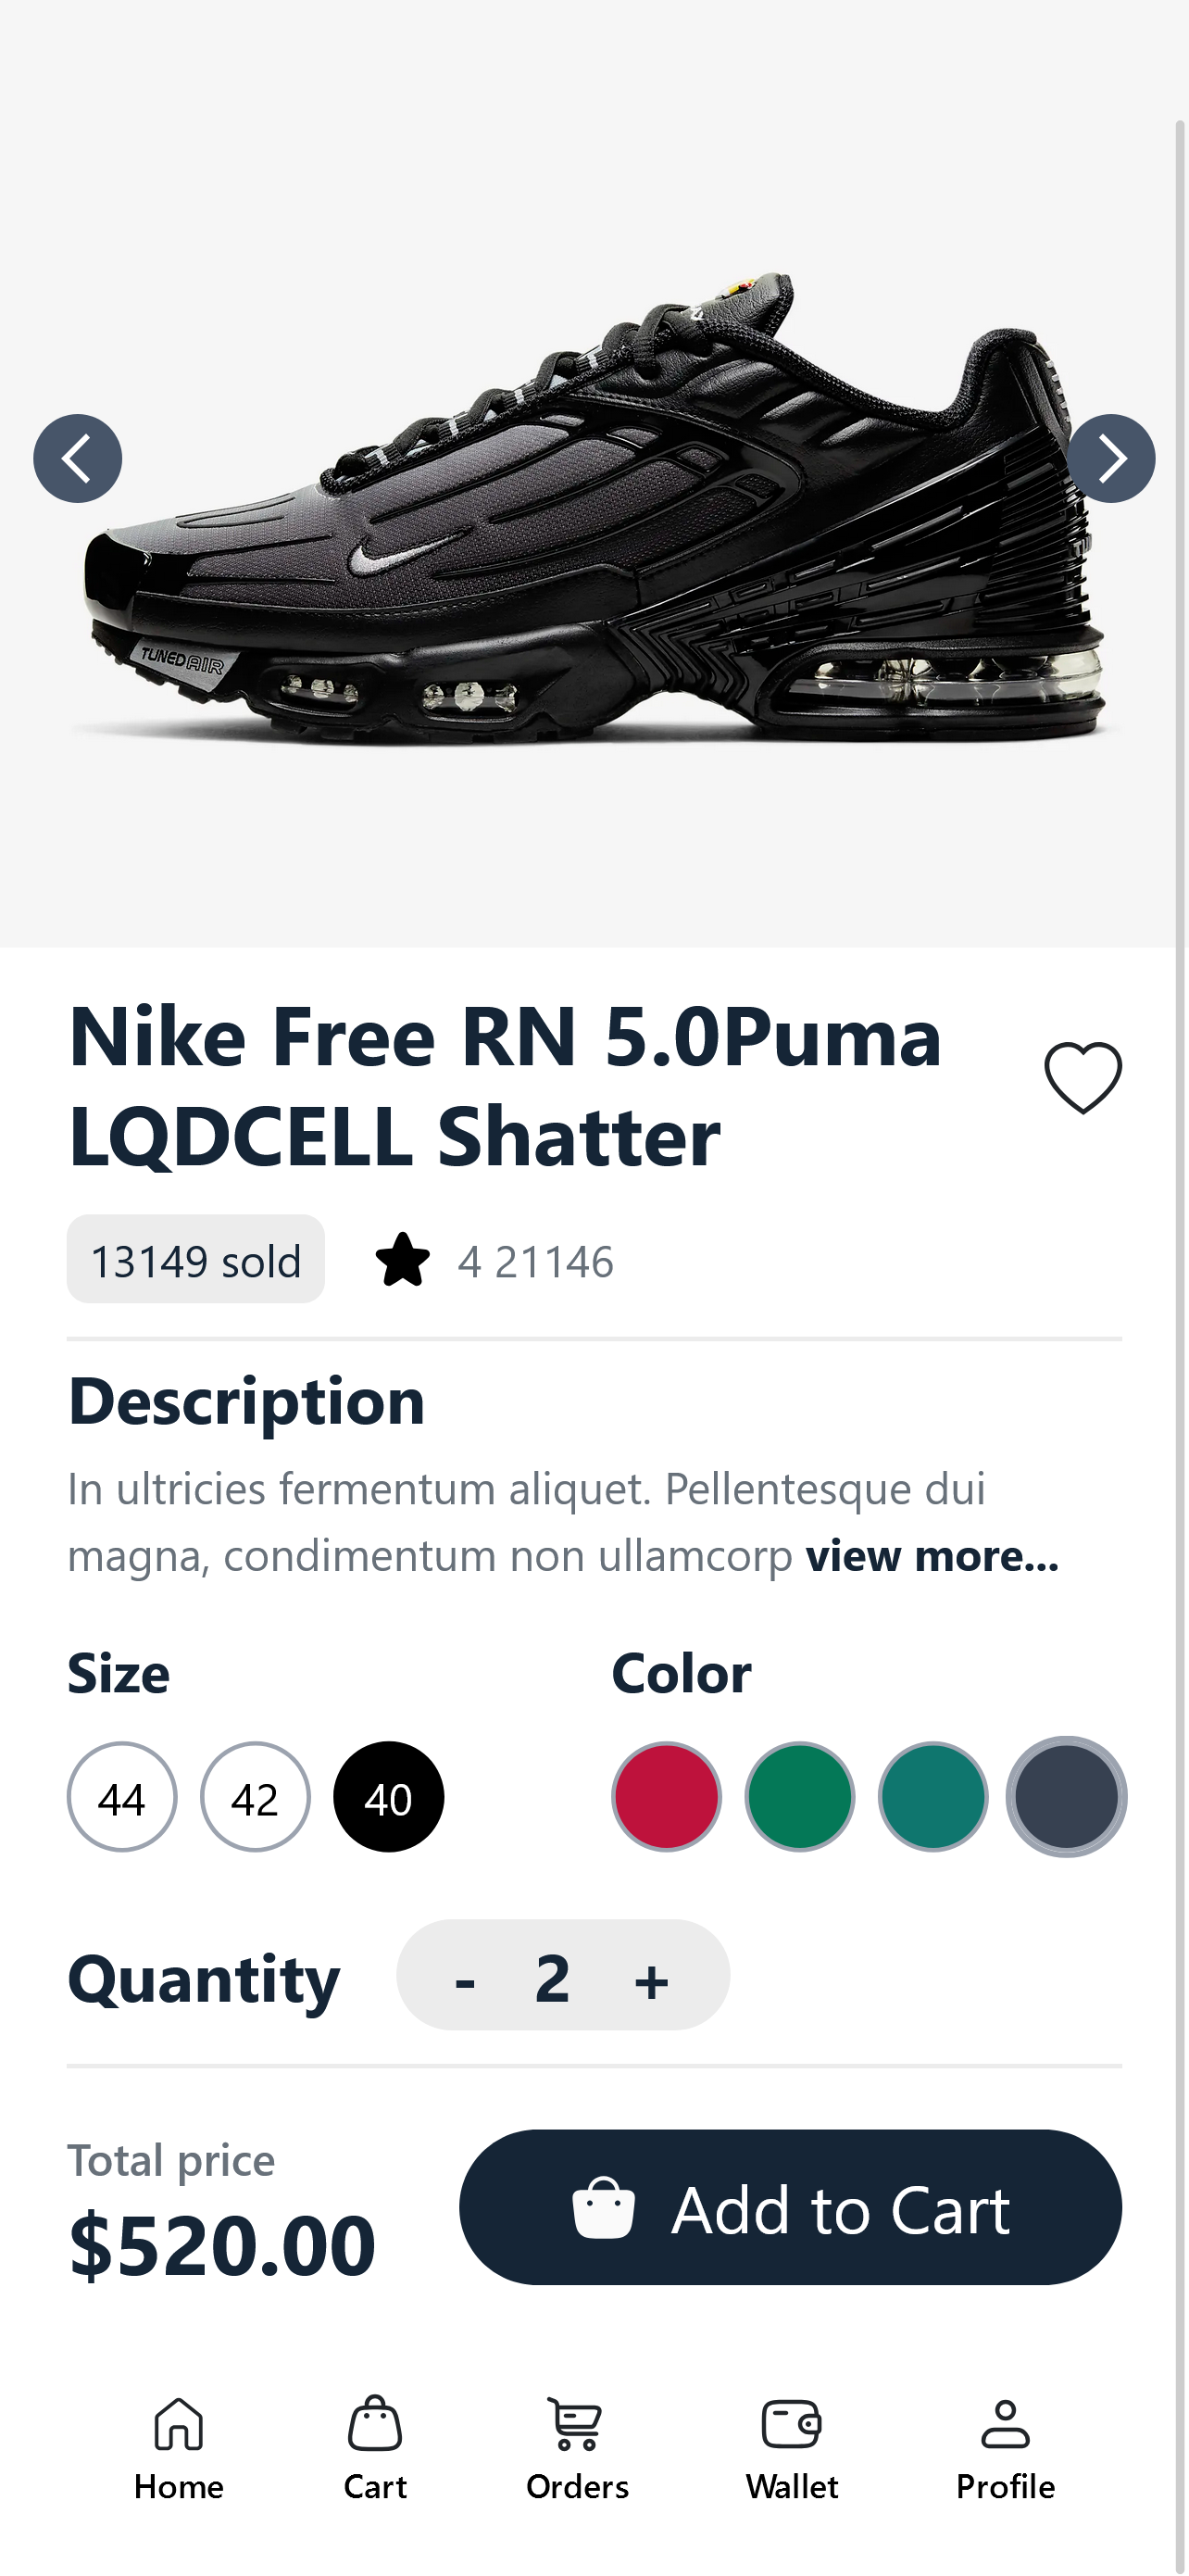 TUNED AIR
Nike Free RN 5.0Puma
LQDCELL Shatter
13149 sold
4 21146
Description
In ultricies fermentum aliquet. Pellentesque dui
magna, condimentum non ullamcorp view more...
Size
Color
44 42 40
Quantity - 2 +
Total price
$520.00
Add to Cart
Home Cart Orders Wallet Profile